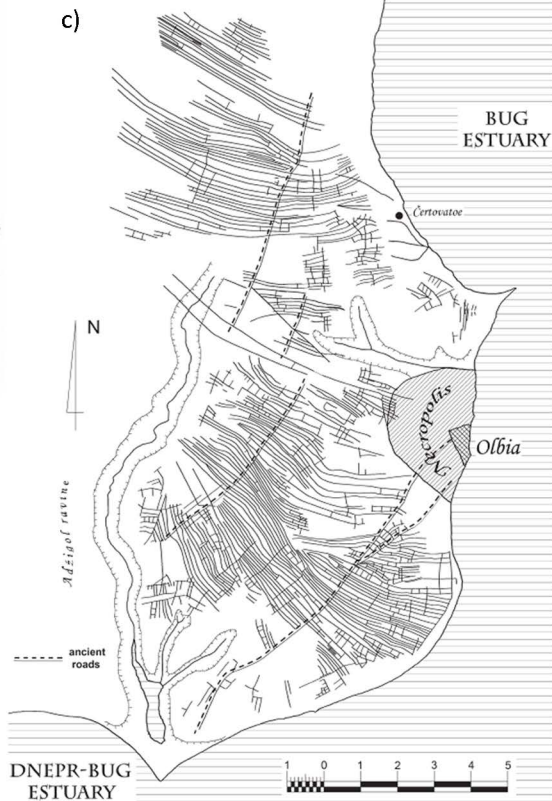 c)
BUG
ESTUARY
Čertovatoe
N
Necropolis
Olbia
Adžigol ravine
ancient
roads
DNEPR-BUG
ESTUARY
1 0 1 2 3 4 5